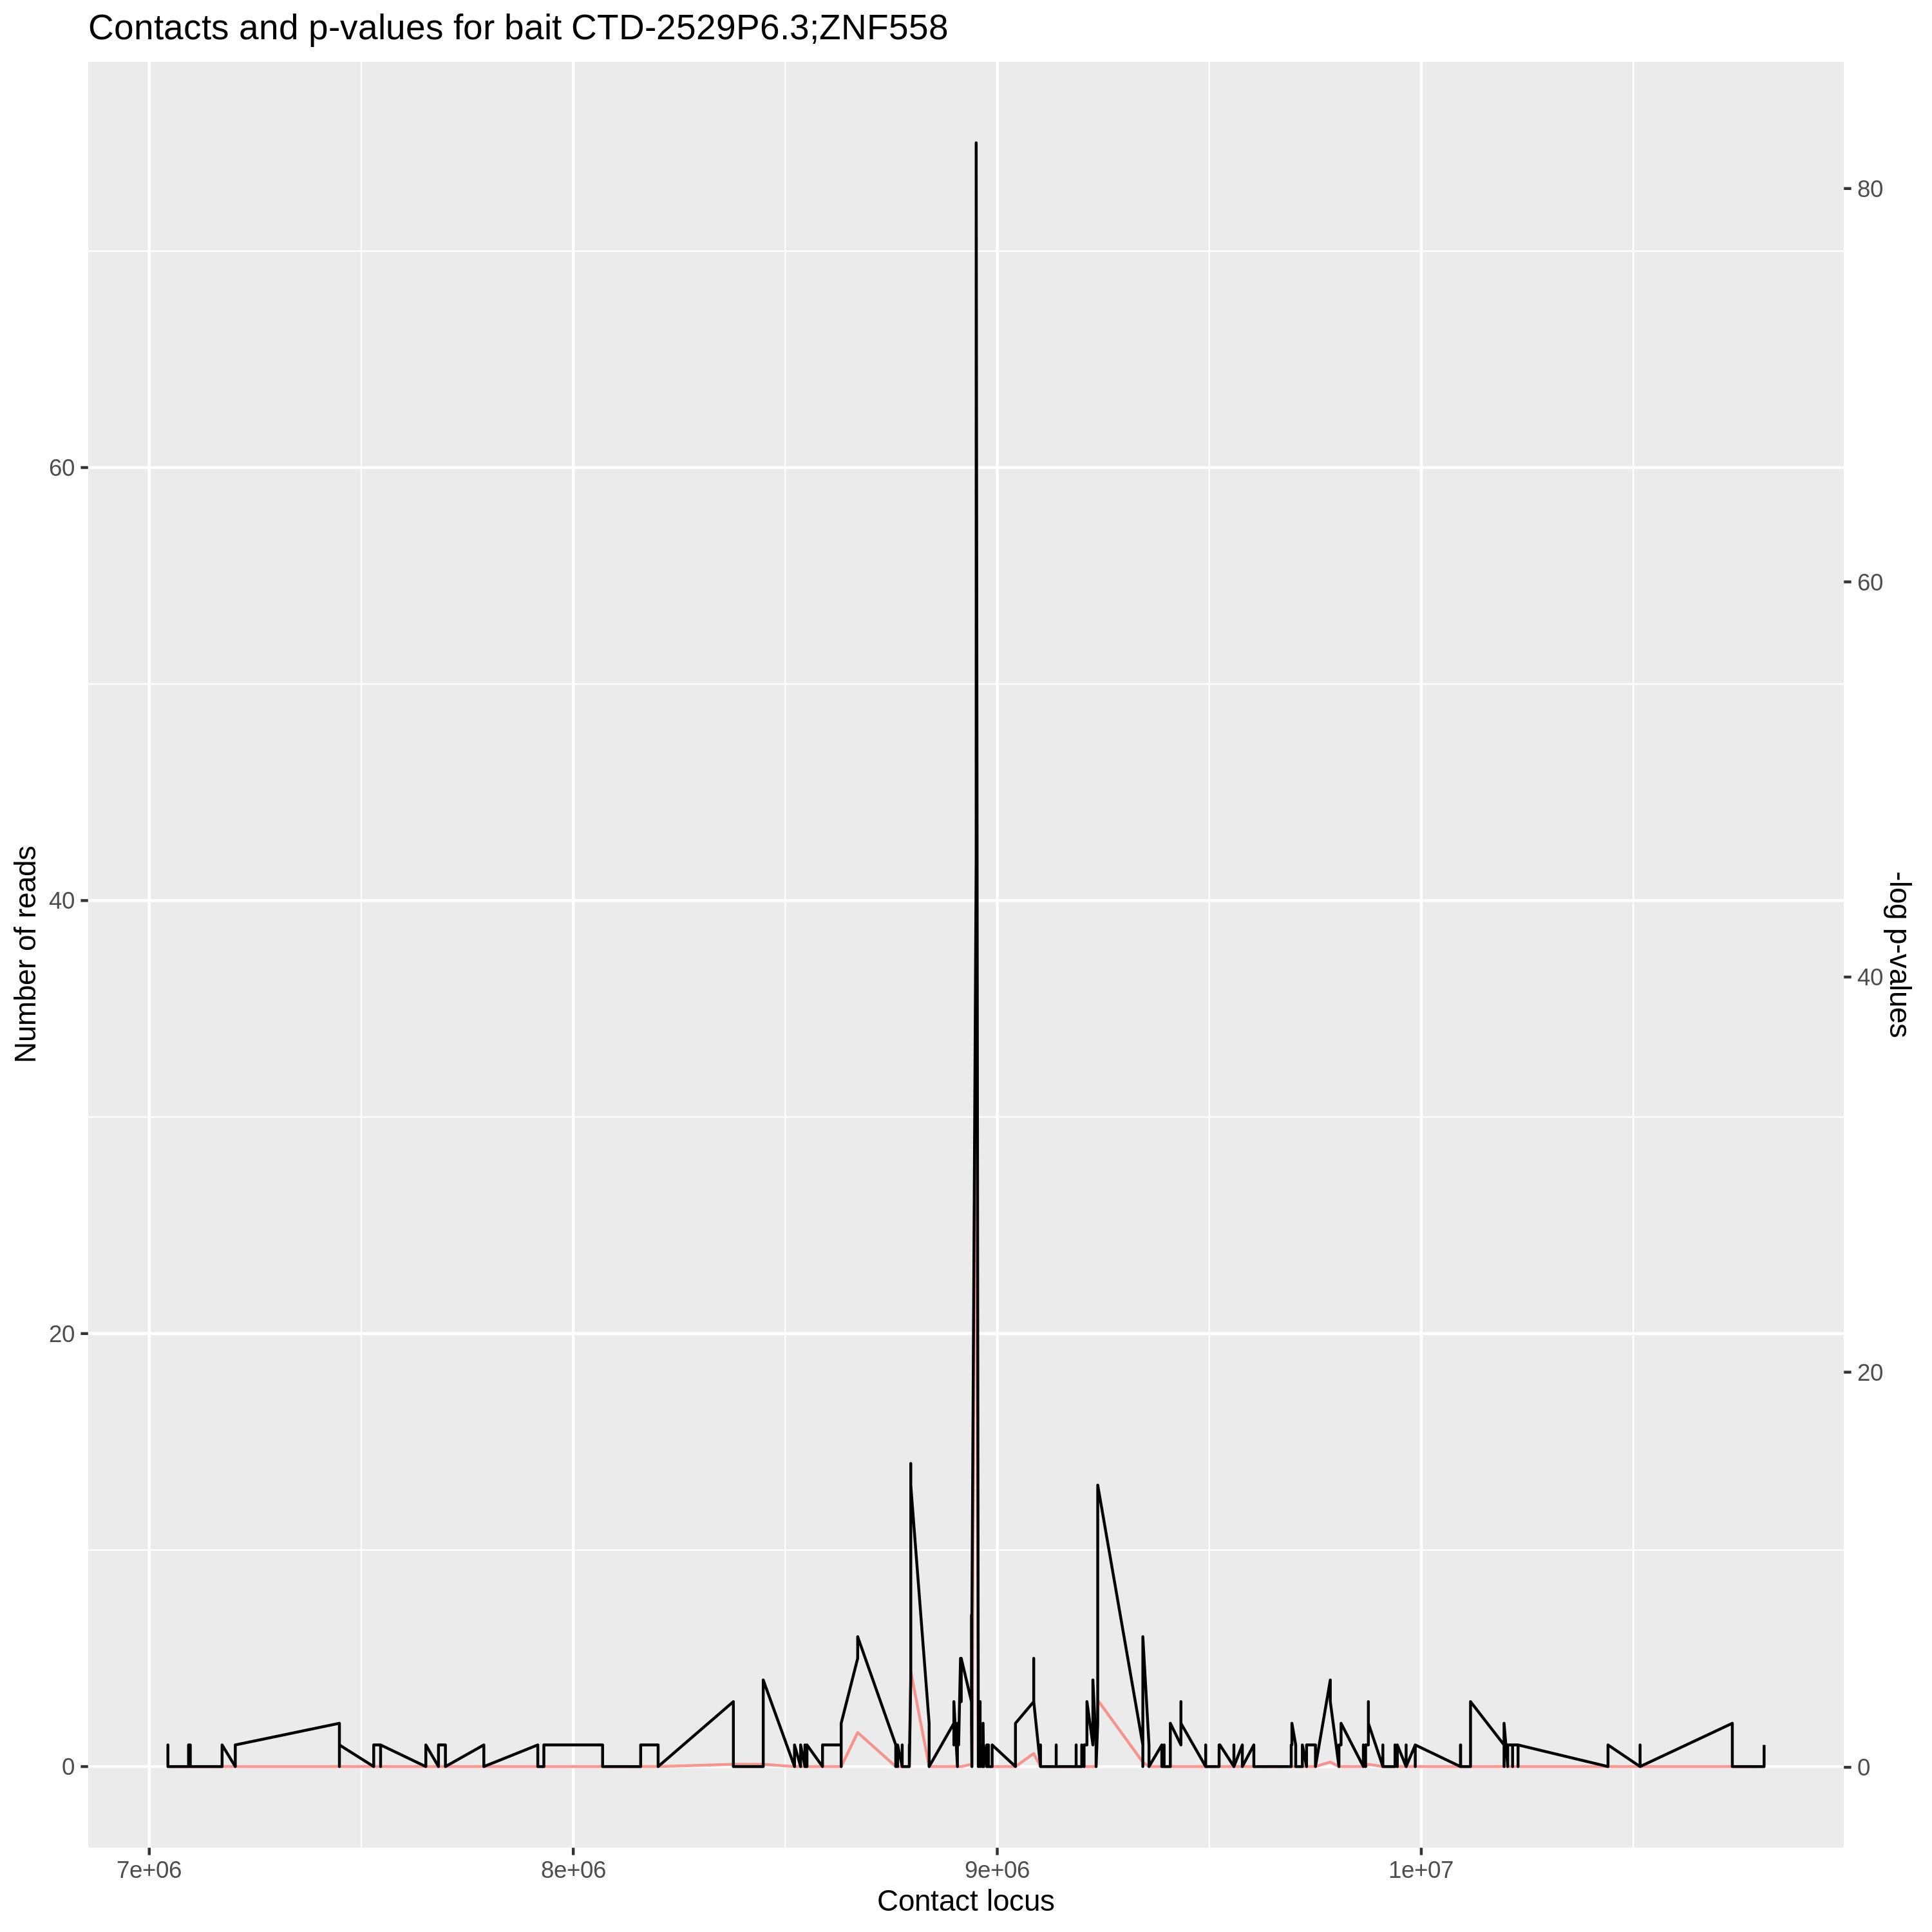 Contacts and p-values for bait CTD-2529P6.3;ZNF558
Number of reads
60
40
20
0
80
60
40
20
0
-log p-values
7e+06 8e+06 9e+06 1e+07
Contact locus